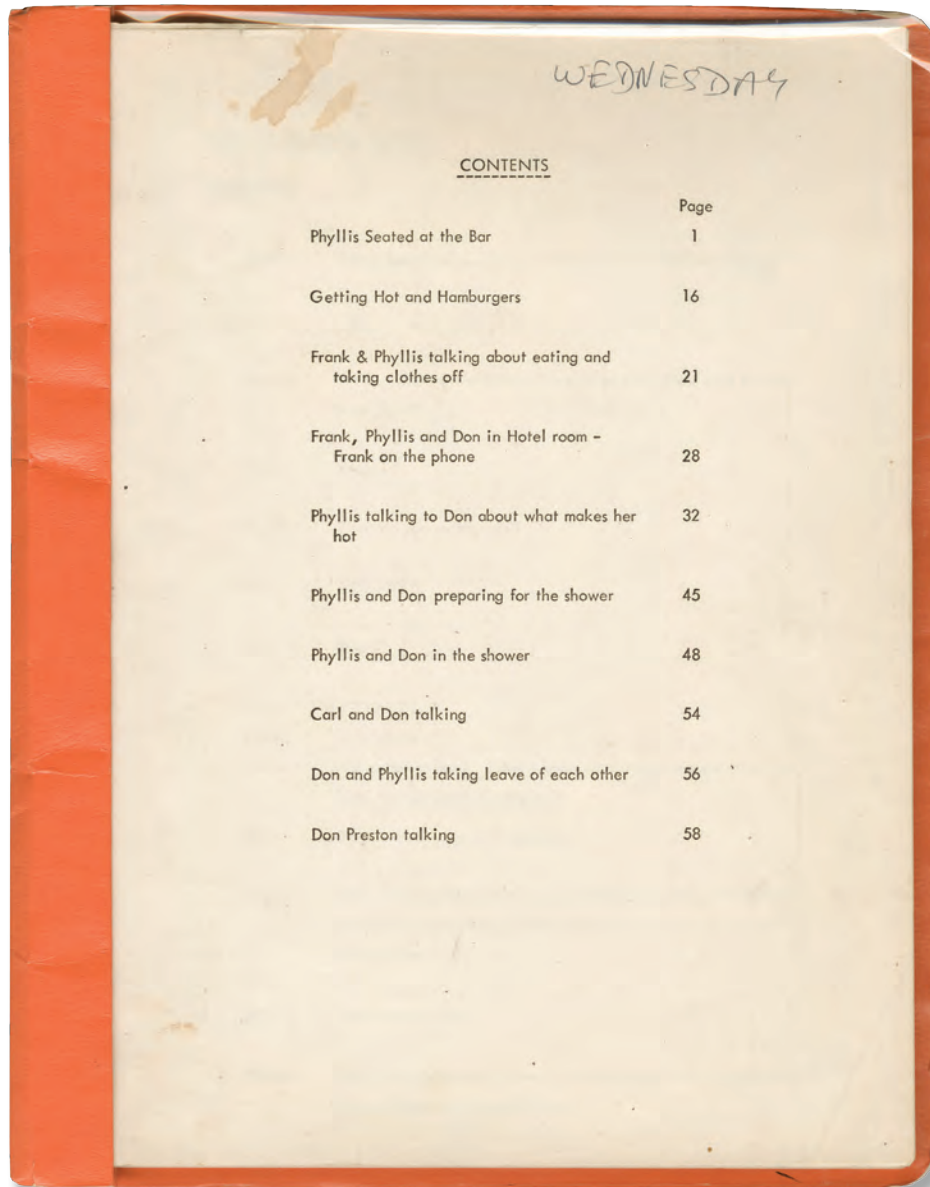 WEDNESDAY
CONTENTS
Page
Phyllis Seated at the Bar 1
Getting Hot and Hamburgers 16
Frank & Phyllis talking about eating and
taking clothes off 21
Frank, Phyllis and Don in Hotel room -
Frank on the phone 28
Phyllis talking to Don about what makes her 32
hot
Phyllis and Don preparing for the shower 45
Phyllis and Don in the shower 48
Carl and Don talking 54
Don and Phyllis taking leave of each other 56
Don Preston talking 58